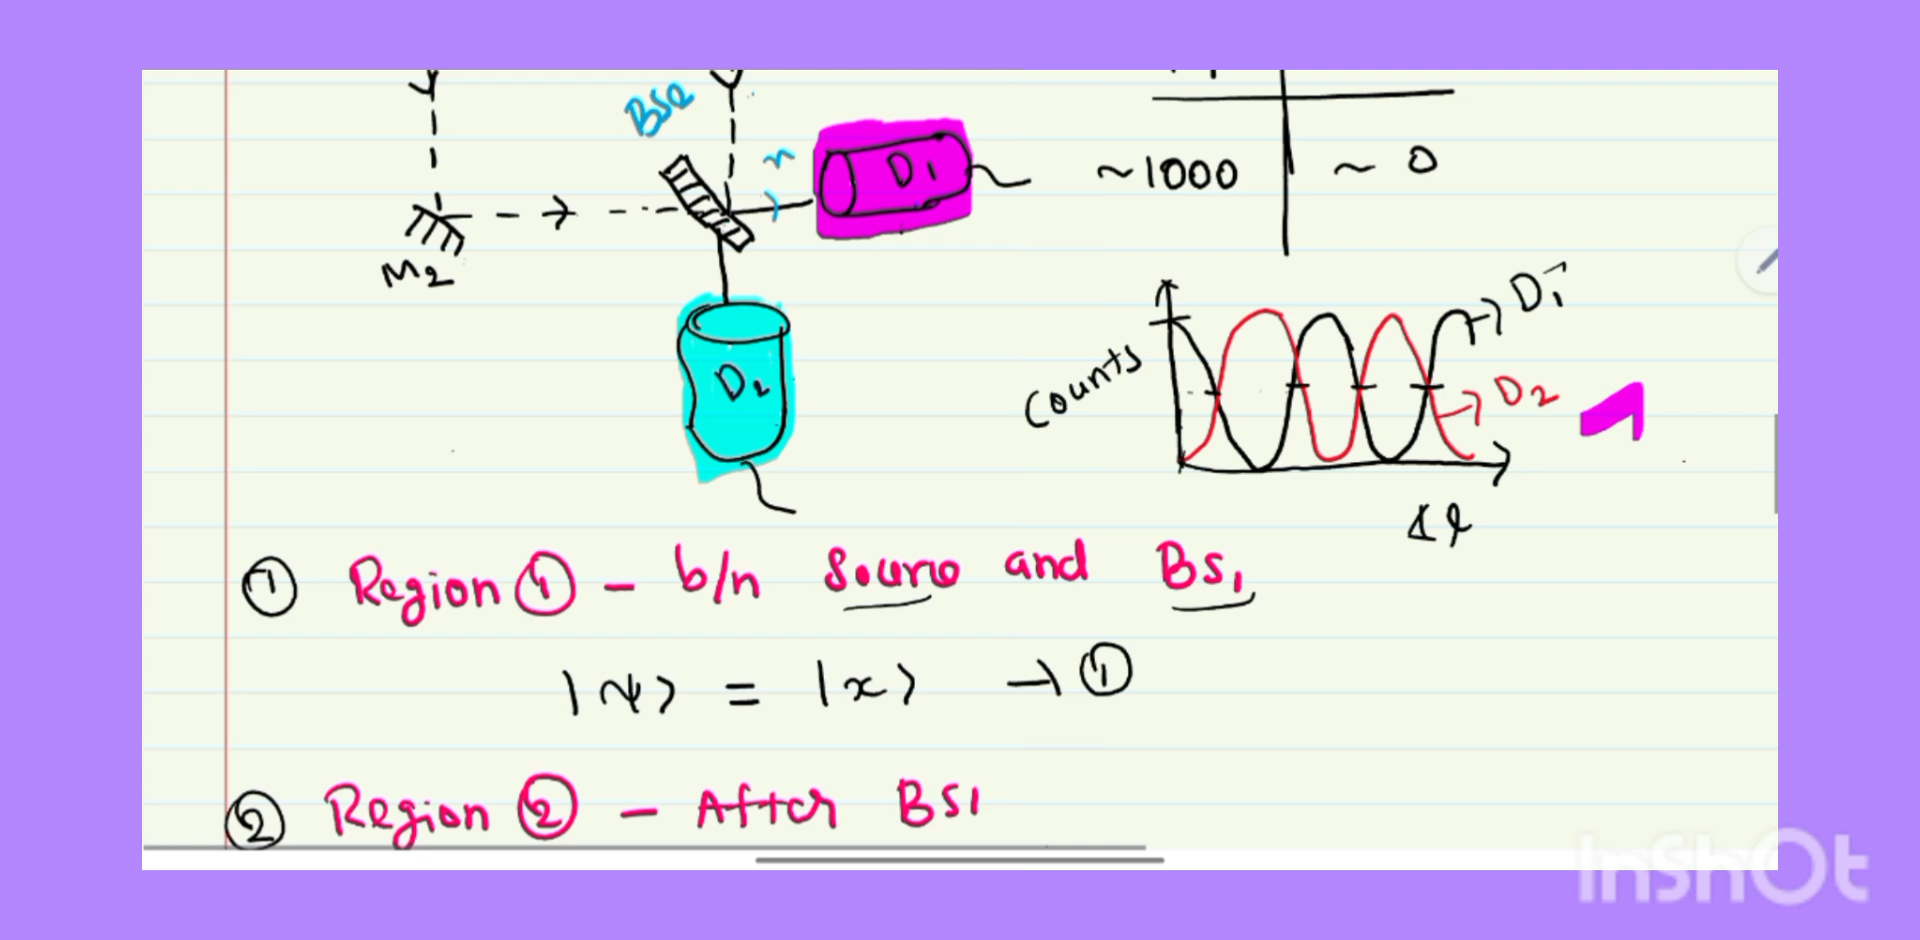 BS2
x
D1
~1000
~ 0
M2
D2
Counts
D1
D2
Δl
① Region ① - b/n Source and BS1
|ψ⟩ = |x⟩ → ①
② Region ② - After BS1
InShOt